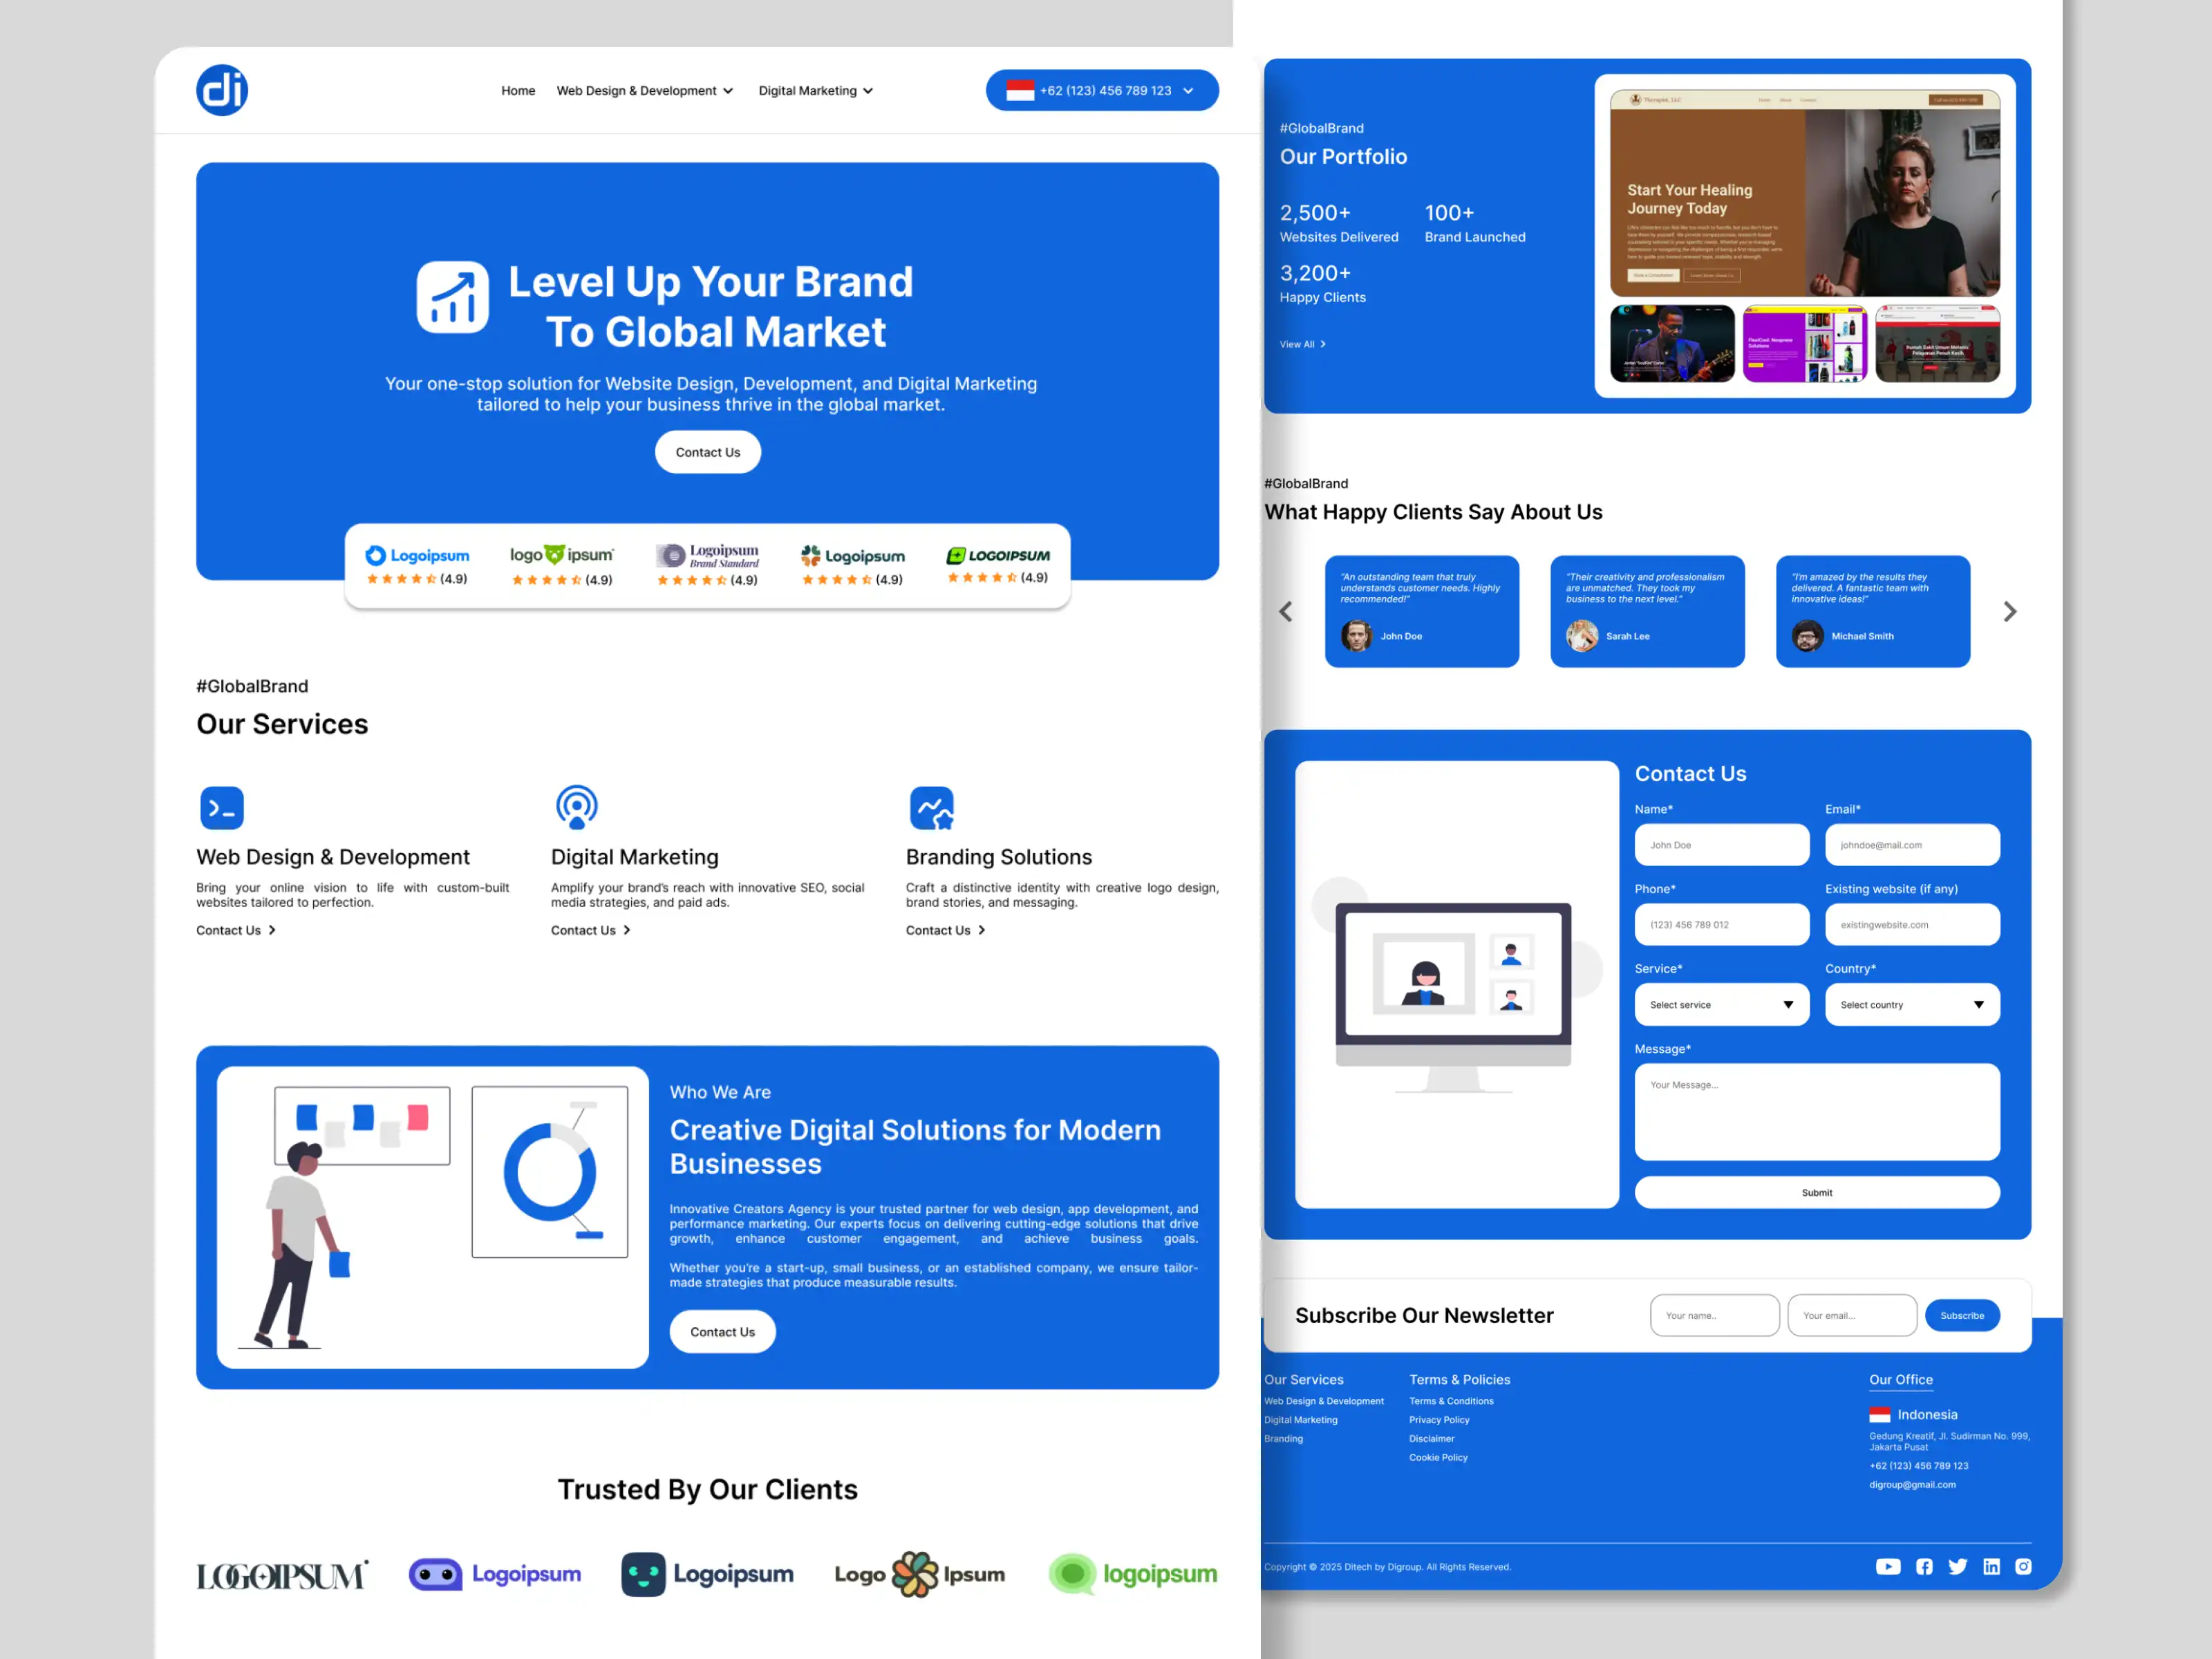 di
Home
Web Design & Development
Digital Marketing
+62 (123) 456 789 123
Level Up Your Brand
To Global Market
Your one-stop solution for Website Design, Development, and Digital Marketing
tailored to help your business thrive in the global market.
Contact Us
Logoipsum
(4.9)
logo ipsum
(4.9)
Logoipsum
Brand Standard
(4.9)
Logoipsum
(4.9)
LOGOIPSUM
(4.9)
#GlobalBrand
Our Services
Web Design & Development
Bring your online vision to life with custom-built
websites tailored to perfection.
Contact Us
Digital Marketing
Amplify your brand's reach with innovative SEO, social
media strategies, and paid ads.
Contact Us
Branding Solutions
Craft a distinctive identity with creative logo design,
brand stories, and messaging.
Contact Us
Who We Are
Creative Digital Solutions for Modern
Businesses
Innovative Creators Agency is your trusted partner for web design, app development, and
performance marketing. Our experts focus on delivering cutting-edge solutions that drive
growth, enhance customer engagement, and achieve business goals.
Whether you're a start-up, small business, or an established company, we ensure tailor-
made strategies that produce measurable results.
Contact Us
Trusted By Our Clients
LOGOIPSUM
Logoipsum
Logoipsum
Logo Ipsum
logoipsum
#GlobalBrand
Our Portfolio
2,500+
Websites Delivered
100+
Brand Launched
3,200+
Happy Clients
View All
Therapist, LLC
Start Your Healing
Journey Today
#GlobalBrand
What Happy Clients Say About Us
"An outstanding team that truly
understands customer needs. Highly
recommended!"
John Doe
"Their creativity and professionalism
are unmatched. They took my
business to the next level."
Sarah Lee
"I'm amazed by the results they
delivered. A fantastic team with
innovative ideas!"
Michael Smith
Contact Us
Name*
John Doe
Email*
johndoe@mail.com
Phone*
(123) 456 789 012
Existing website (if any)
existingwebsite.com
Service*
Select service
Country*
Select country
Message*
Your Message...
Submit
Subscribe Our Newsletter
Your name..
Your email...
Subscribe
Our Services
Web Design & Development
Digital Marketing
Branding
Terms & Policies
Terms & Conditions
Privacy Policy
Disclaimer
Cookie Policy
Our Office
Indonesia
Gedung Kreatif, Jl. Sudirman No. 999,
Jakarta Pusat
+62 (123) 456 789 123
digroup@gmail.com
Copyright © 2025 Ditech by Digroup. All Rights Reserved.